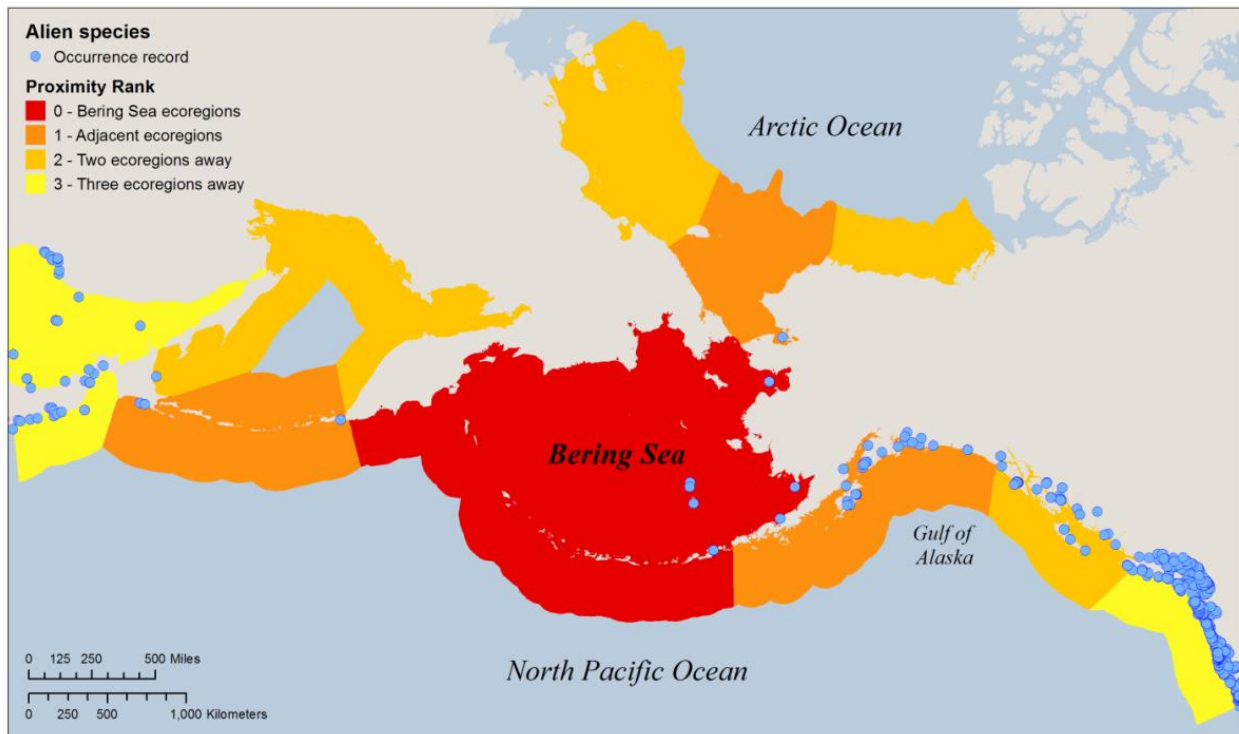 Alien species
Occurrence record
Proximity Rank
0 - Bering Sea ecoregions
1 - Adjacent ecoregions
2 - Two ecoregions away
3 - Three ecoregions away
Arctic Ocean
Bering Sea
Gulf of
Alaska
North Pacific Ocean
0 125 250 500 Miles
0 250 500 1,000 Kilometers